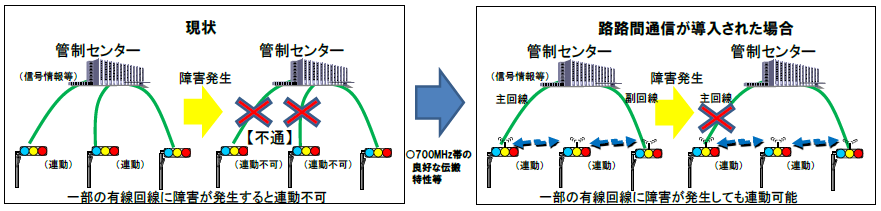 現状
管制センター
管制センター
(信号情報等)
障害発生
【不通】
(連動)
(連動)
(連動不可)
(連動不可)
一部の有線回線に障害が発生すると連動不可
○700MHz帯の
良好な伝搬
特性等
路路間通信が導入された場合
管制センター
管制センター
(信号情報等)
障害発生
主回線
副回線
主回線
(連動)
(連動)
(連動)
(連動)
一部の有線回線に障害が発生しても連動可能